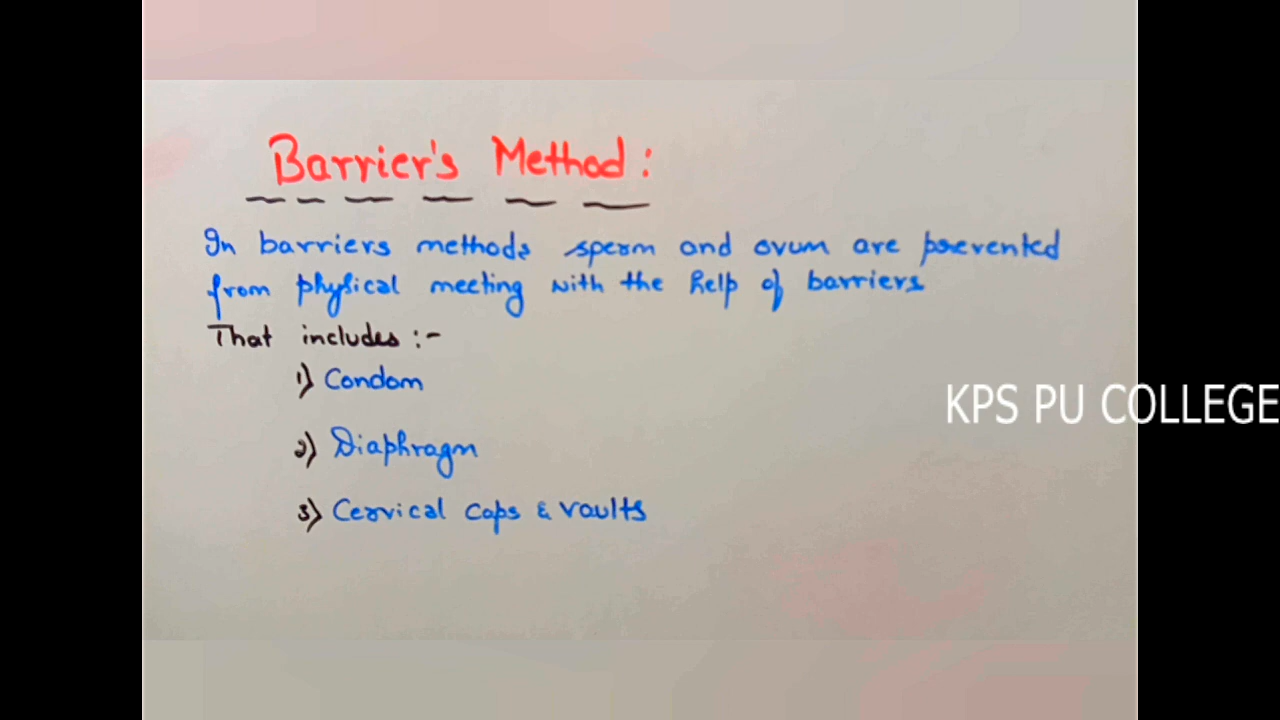 Barrier's Method:
In barriers methods sperm and ovum are prevented
from physical meeting with the help of barriers
That includes :-
1) Condom
KPS PU COLLEGE
2) Diaphragm
3) Cervical caps & vaults